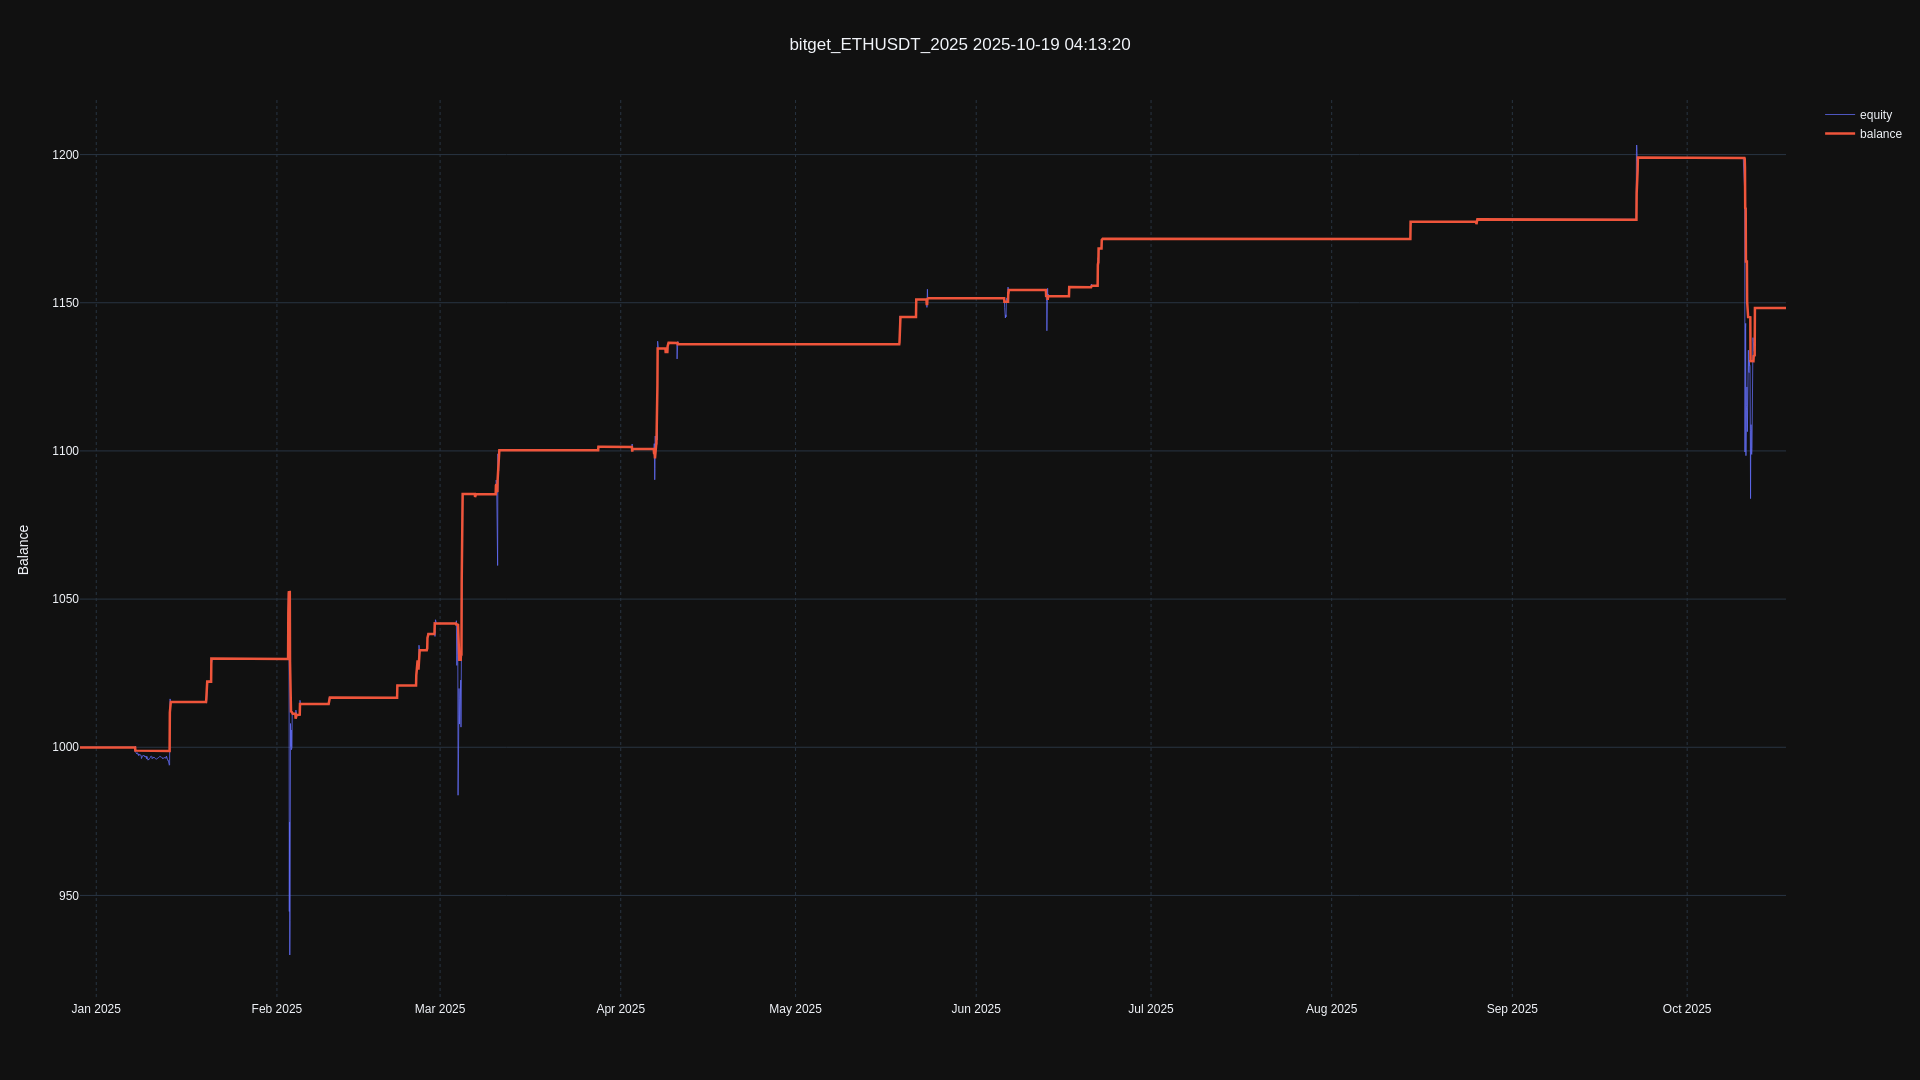 bitget_ETHUSDT_2025 2025-10-19 04:13:20
equity
balance
1200
1150
1100
1050
1000
950
Balance
Jan 2025
Feb 2025
Mar 2025
Apr 2025
May 2025
Jun 2025
Jul 2025
Aug 2025
Sep 2025
Oct 2025